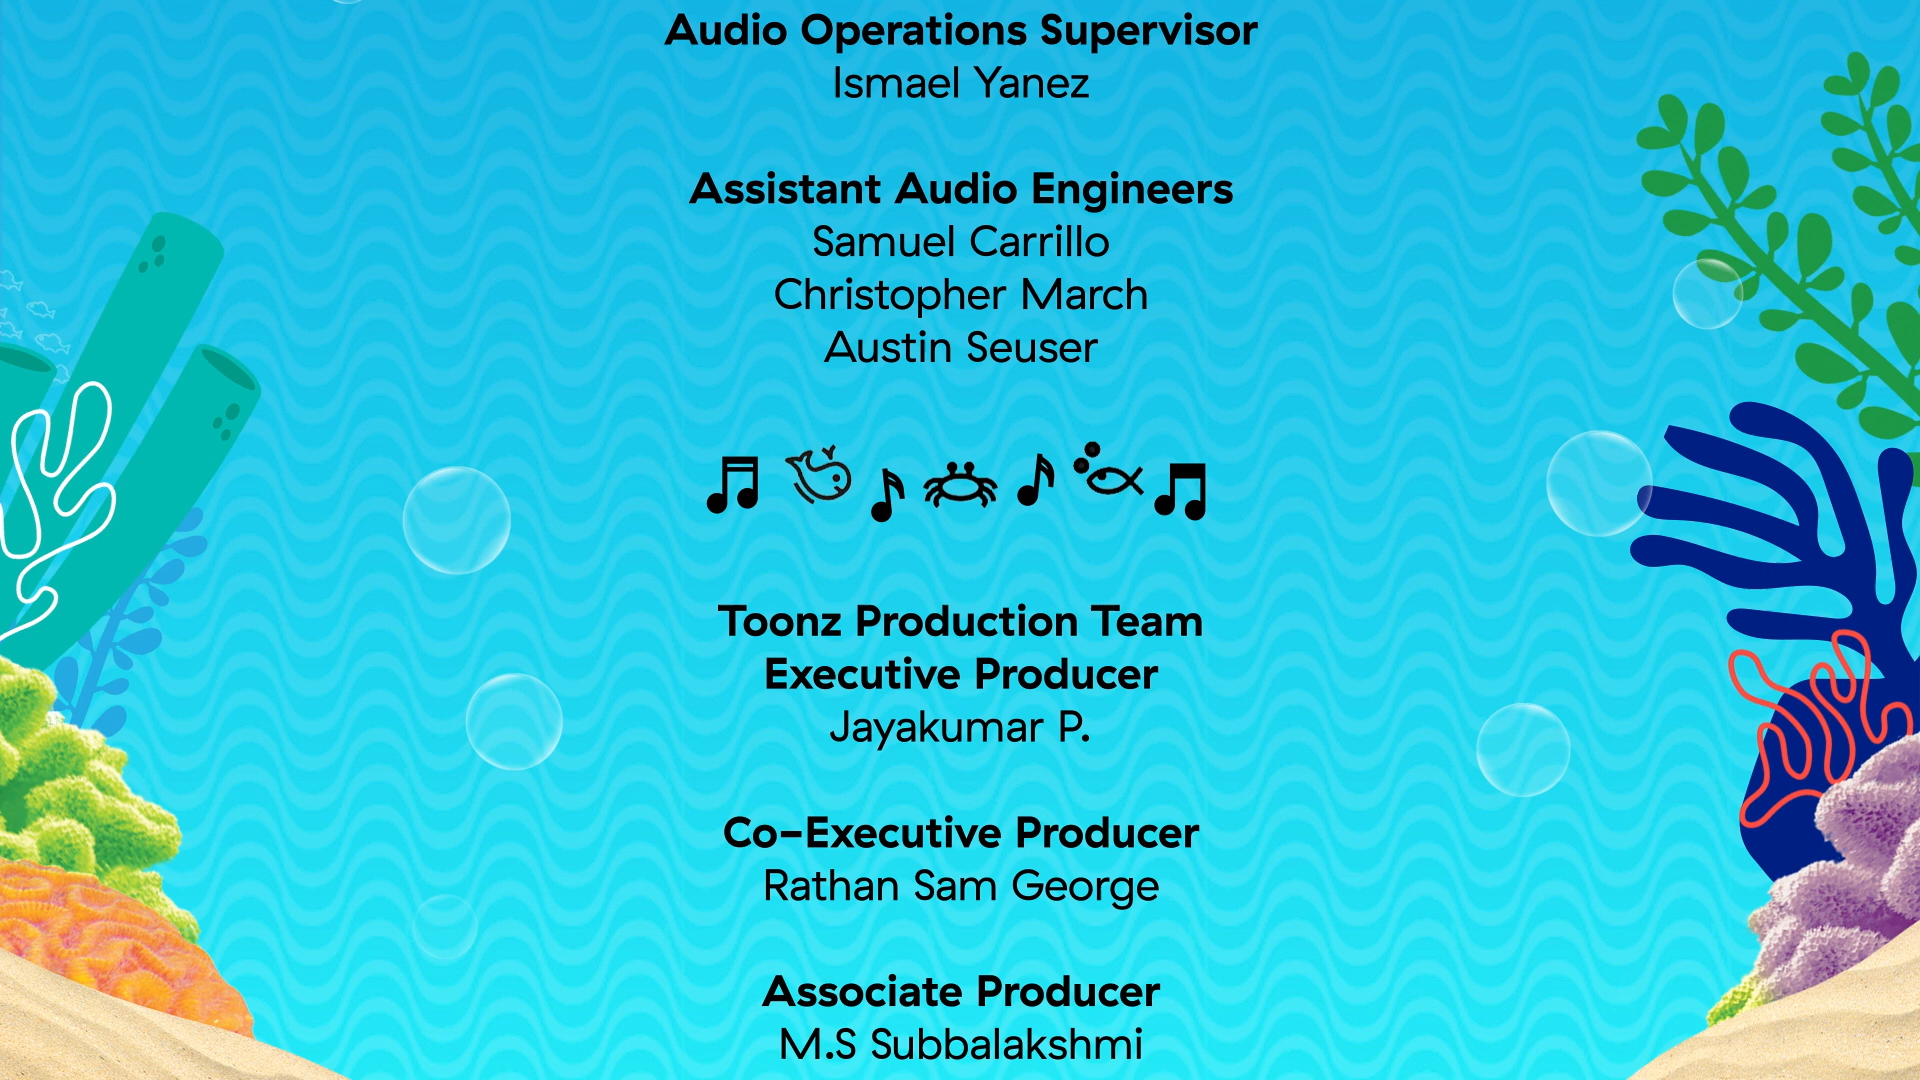 Audio Operations Supervisor
Ismael Yanez
Assistant Audio Engineers
Samuel Carrillo
Christopher March
Austin Seuser
Toonz Production Team
Executive Producer
Jayakumar P.
Co-Executive Producer
Rathan Sam George
Associate Producer
M.S Subbalakshmi